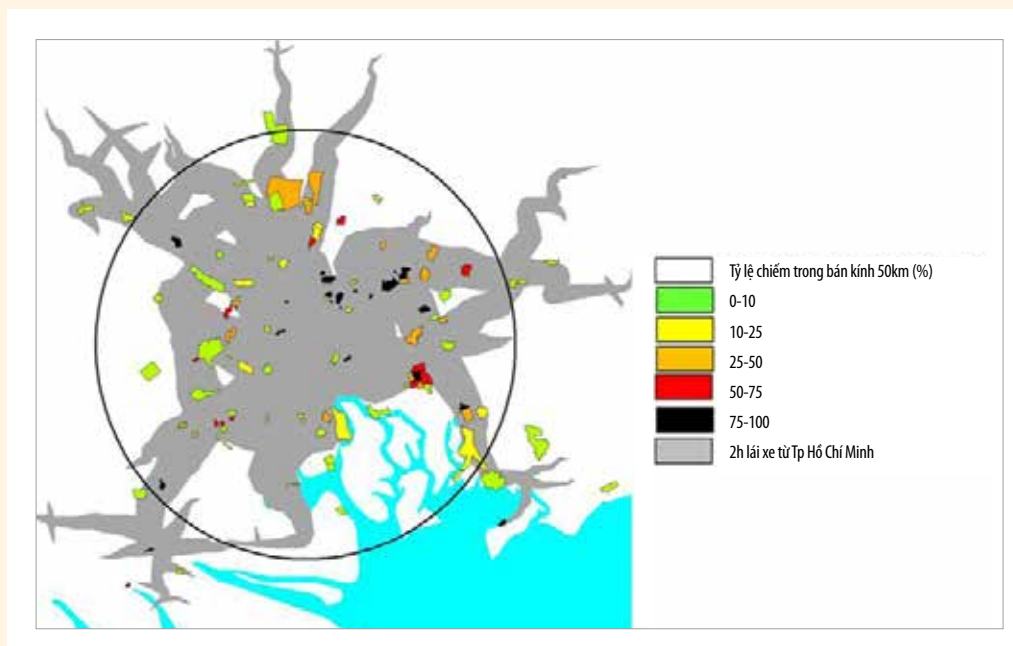 Tỷ lệ chiếm trong bán kính 50km (%)
0-10
10-25
25-50
50-75
75-100
2h lái xe từ Tp Hồ Chí Minh